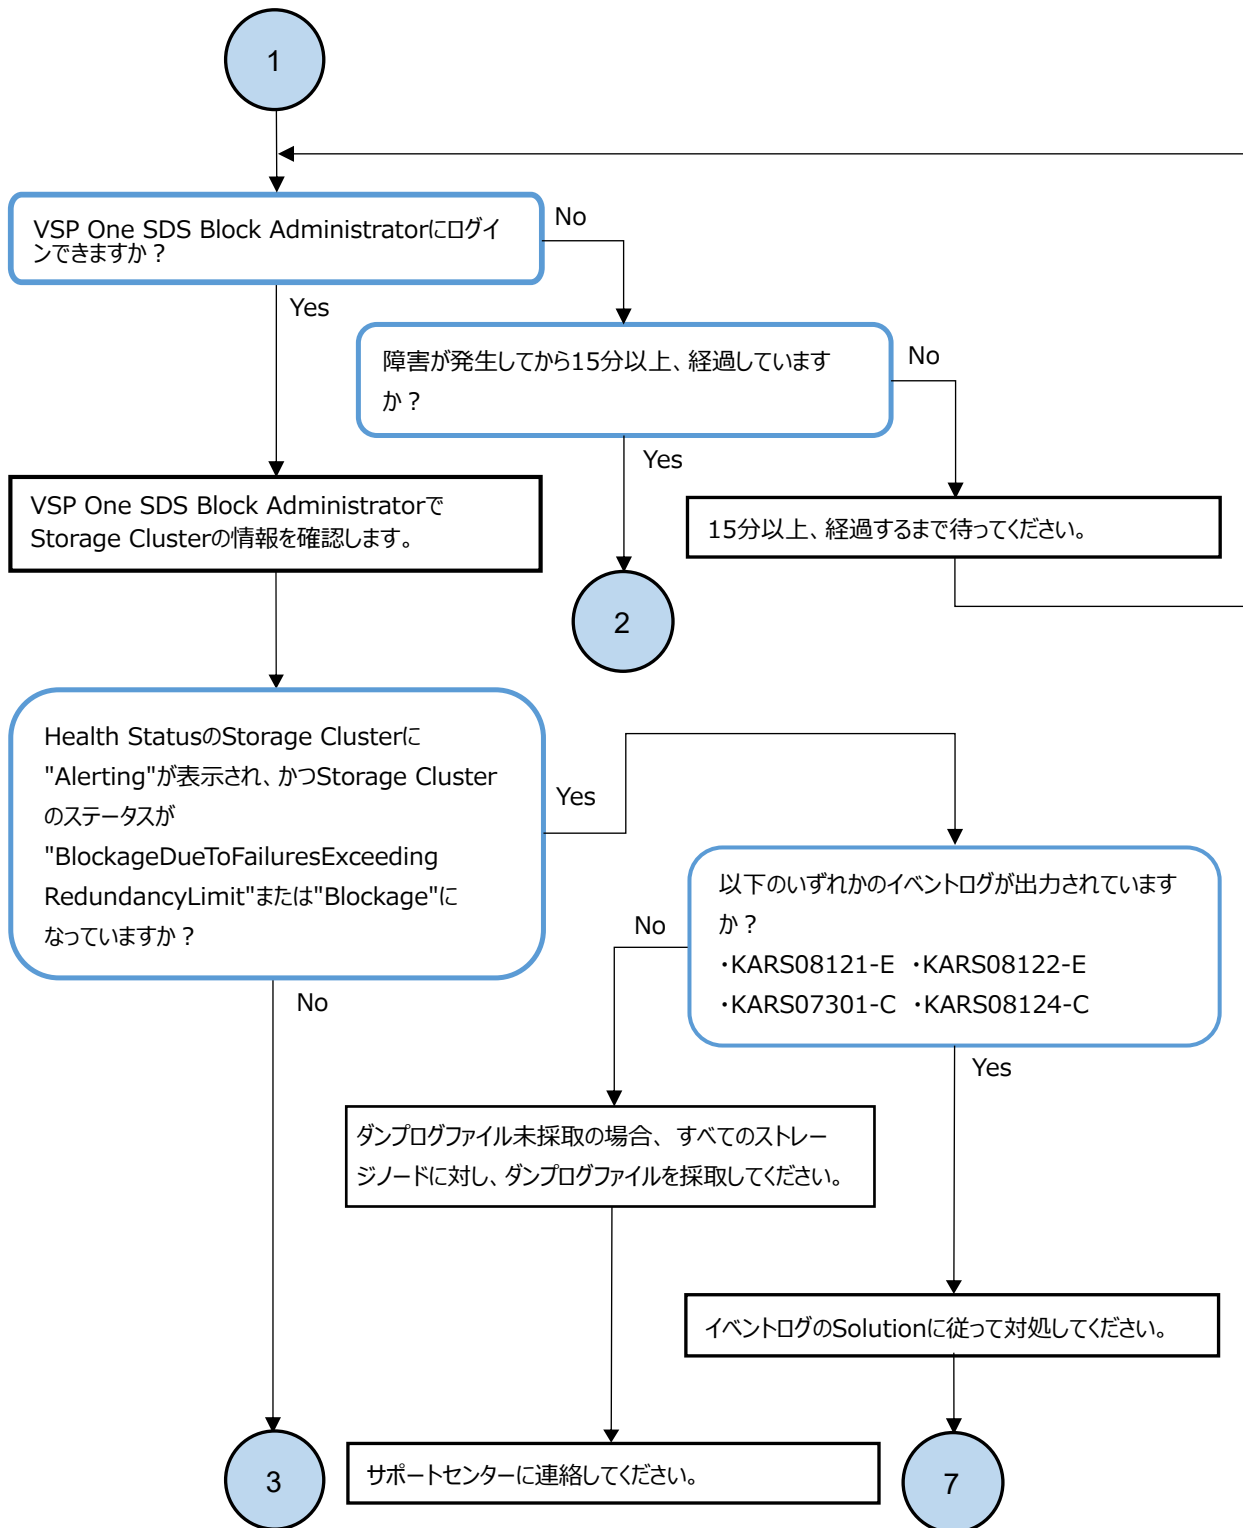 1
VSP One SDS Block Administratorにログイ
ンできますか？
No
Yes
障害が発生してから15分以上、経過しています
か？
No
Yes
VSP One SDS Block Administratorで
Storage Clusterの情報を確認します。
15分以上、経過するまで待ってください。
2
Health StatusのStorage Clusterに
"Alerting"が表示され、かつStorage Cluster
のステータスが
"BlockageDueToFailuresExceeding
RedundancyLimit"または"Blockage"に
なっていますか？
Yes
No
以下のいずれかのイベントログが出力されています
か？
・KARS08121-E ・KARS08122-E
・KARS07301-C ・KARS08124-C
No
Yes
ダンプログファイル未採取の場合、すべてのストレー
ジノードに対し、ダンプログファイルを採取してください。
イベントログのSolutionに従って対処してください。
3
サポートセンターに連絡してください。
7